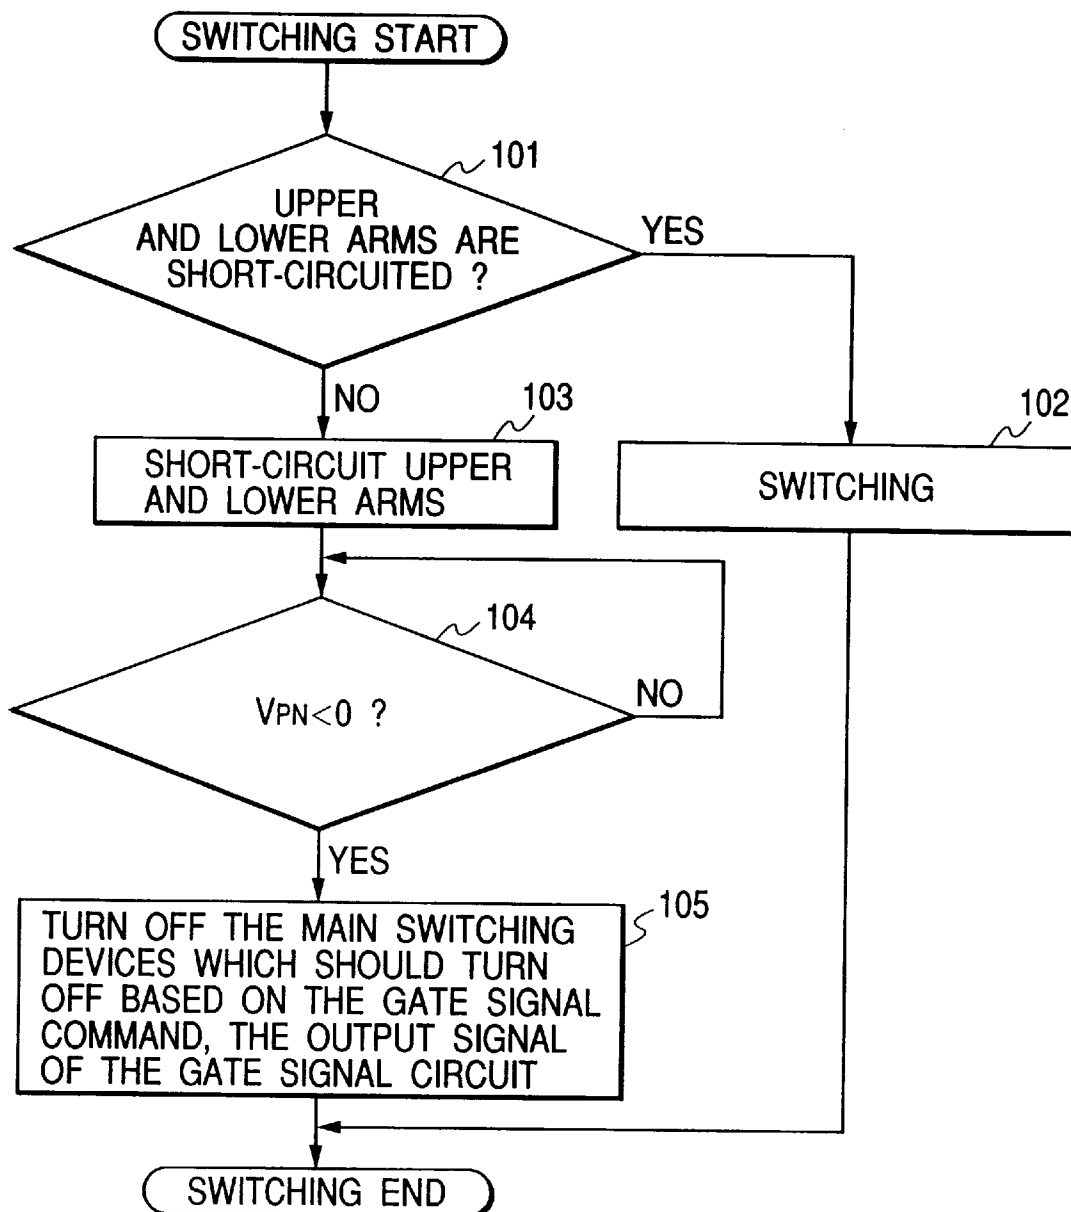 SWITCHING START
101
UPPER
AND LOWER ARMS ARE
SHORT-CIRCUITED ?
YES
NO
103
SHORT-CIRCUIT UPPER
AND LOWER ARMS
102
SWITCHING
104
VPN<0 ?
NO
YES
105
TURN OFF THE MAIN SWITCHING
DEVICES WHICH SHOULD TURN
OFF BASED ON THE GATE SIGNAL
COMMAND, THE OUTPUT SIGNAL
OF THE GATE SIGNAL CIRCUIT
SWITCHING END